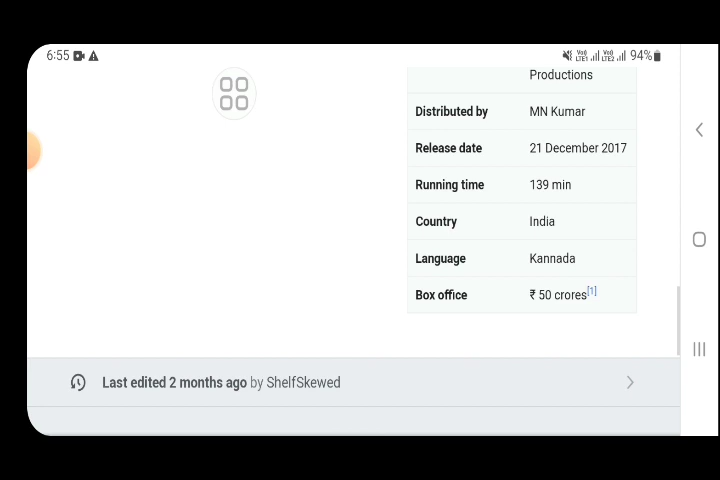 6:55 94%
Productions
Distributed by MN Kumar
Release date 21 December 2017
Running time 139 min
Country India
Language Kannada
Box office ₹ 50 crores[1]
Last edited 2 months ago by ShelfSkewed